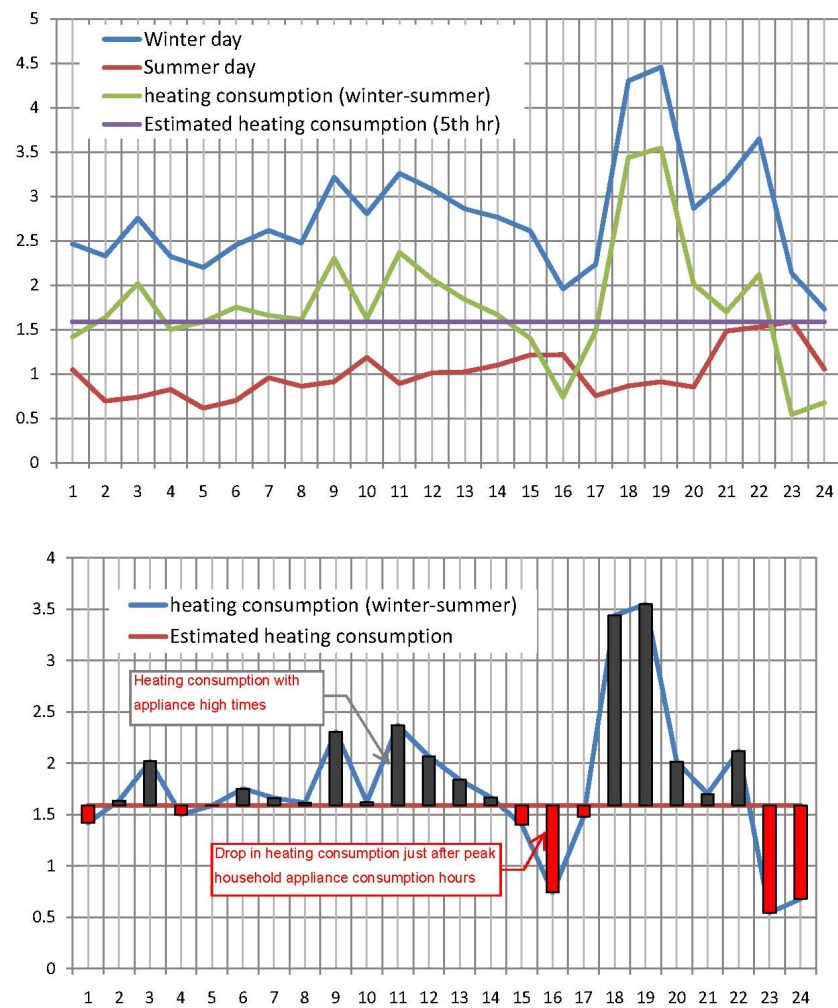 5
4.5
4
3.5
3
2.5
2
1.5
1
0.5
0
Winter day
Summer day
heating consumption (winter-summer)
Estimated heating consumption (5th hr)
1 2 3 4 5 6 7 8 9 10 11 12 13 14 15 16 17 18 19 20 21 22 23 24
4
3.5
3
2.5
2
1.5
1
0.5
0
heating consumption (winter-summer)
Estimated heating consumption
Heating consumption with
appliance high times
Drop in heating consumption just after peak
household appliance consumption hours
1 2 3 4 5 6 7 8 9 10 11 12 13 14 15 16 17 18 19 20 21 22 23 24